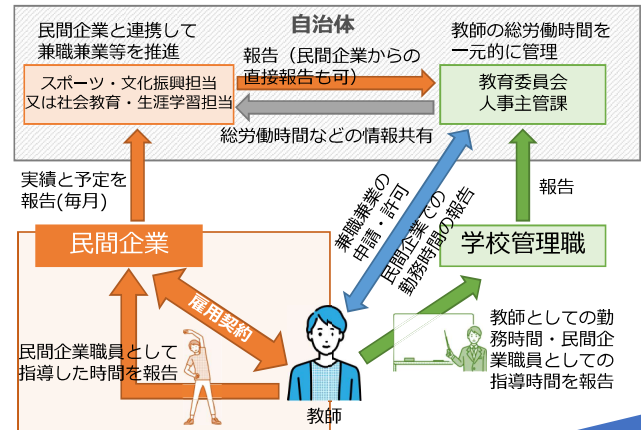 自治体
民間企業と連携して
兼職兼業等を推進
教師の総労働時間を
一元的に管理
報告（民間企業からの
直接報告も可）
スポーツ・文化振興担当
又は社会教育・生涯学習担当
教育委員会
人事主管課
総労働時間などの情報共有
実績と予定を
報告(毎月)
兼職兼業の
申請・許可
民間企業での
勤務時間の報告
報告
民間企業
学校管理職
雇用契約
民間企業職員として
指導した時間を報告
教師としての勤
務時間・民間企
業職員としての
指導時間を報告
教師